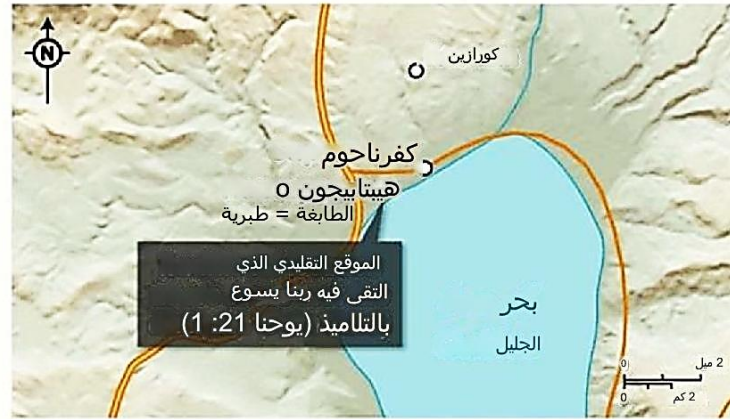 N
كورازين
كفرناحوم
هيبتابيجون o
الطابغة = طبرية
الموقع التقليدي الذي
التقى فيه ربنا يسوع
بالتلاميذ (يوحنا 21: 1)
بحر
الجليل
0 2 ميل
0 2 كم